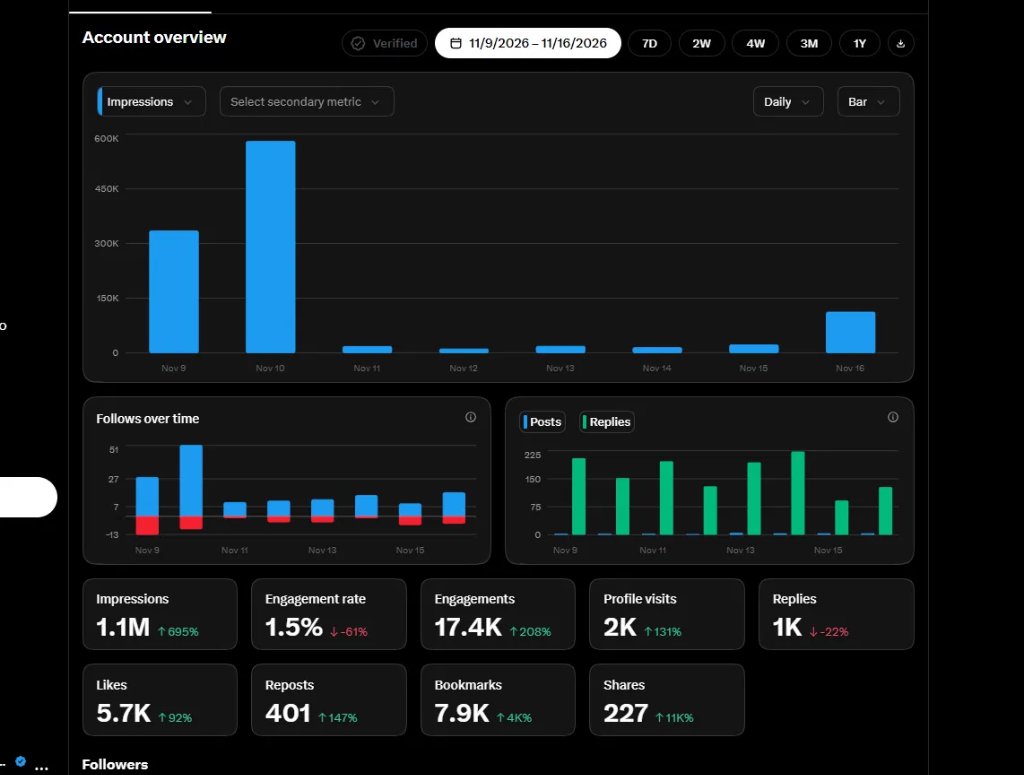 Account overview
Verified
11/9/2026 – 11/16/2026
7D
2W
4W
3M
1Y
Impressions
Select secondary metric
Daily
Bar
600K
450K
300K
150K
0
Nov 9
Nov 10
Nov 11
Nov 12
Nov 13
Nov 14
Nov 15
Nov 16
Follows over time
51
27
7
-13
Nov 9
Nov 11
Nov 13
Nov 15
Posts
Replies
225
150
75
0
Nov 9
Nov 11
Nov 13
Nov 15
Impressions
1.1M ↑ 695%
Engagement rate
1.5% ↓ -61%
Engagements
17.4K ↑ 208%
Profile visits
2K ↑ 131%
Replies
1K ↓ -22%
Likes
5.7K ↑ 92%
Reposts
401 ↑ 147%
Bookmarks
7.9K ↑ 4K%
Shares
227 ↑ 11K%
Followers